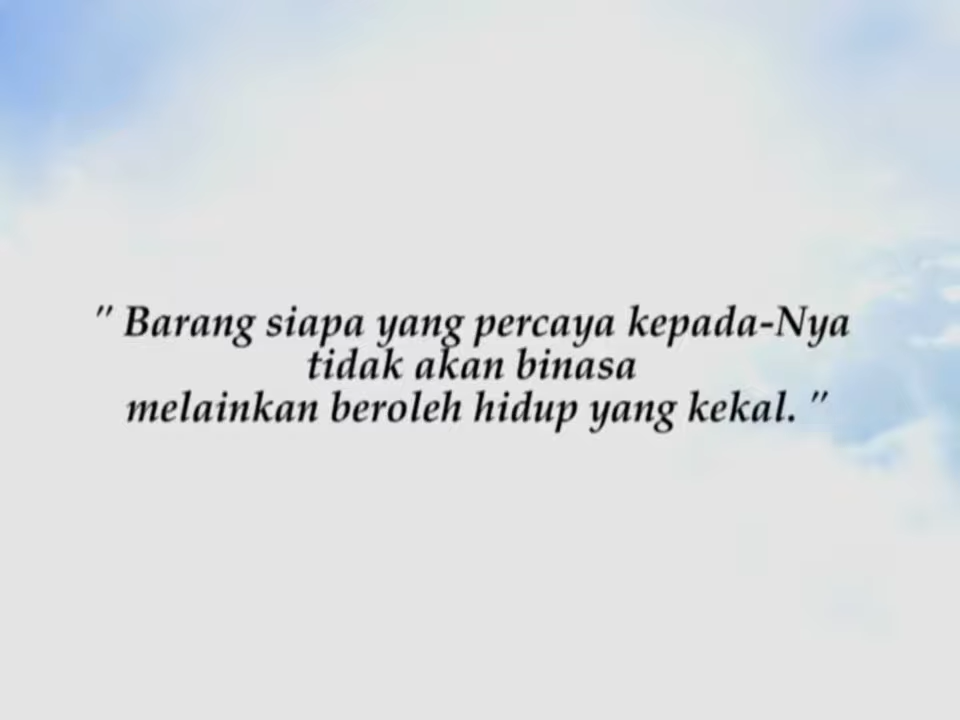 " Barang siapa yang percaya kepada-Nya
tidak akan binasa
melainkan beroleh hidup yang kekal. "